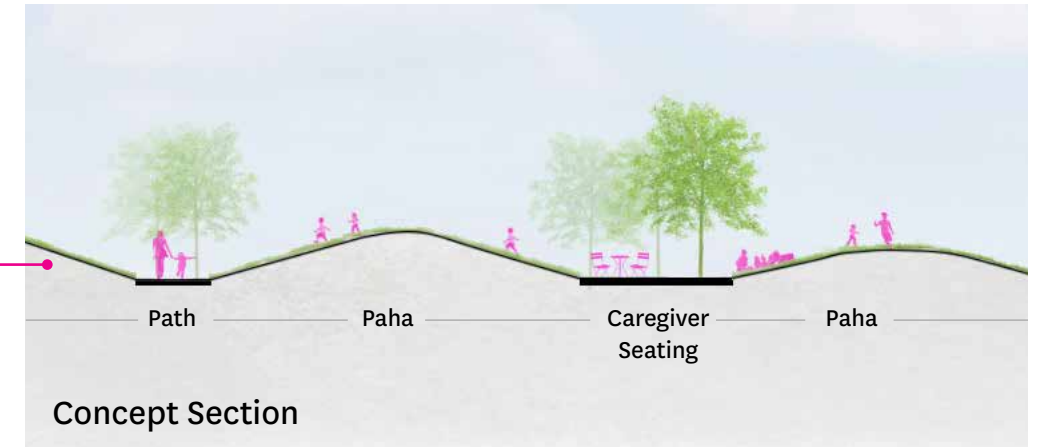 Path
Paha
Caregiver
Seating
Paha
Concept Section